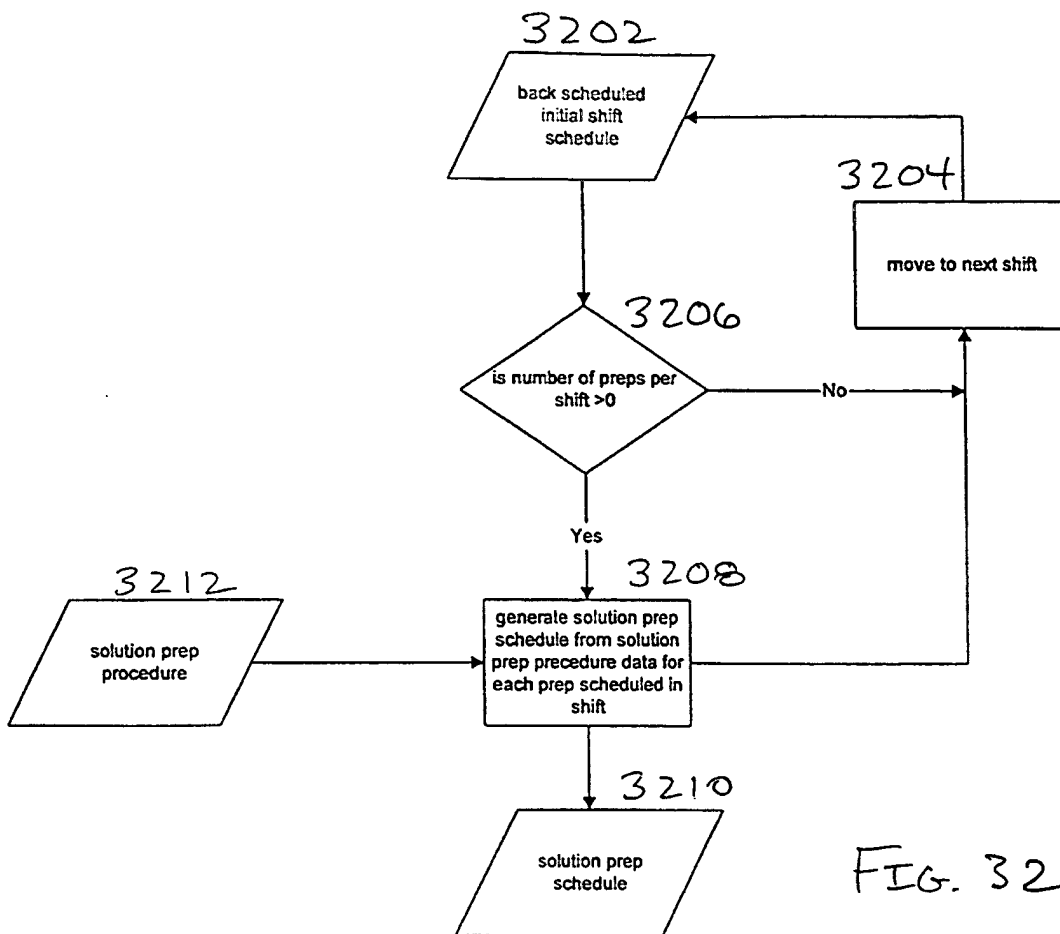 3202
back scheduled
initial shift
schedule
3204
move to next shift
3206
is number of preps per
shift >0
No
Yes
3208
3212
generate solution prep
schedule from solution
prep precedure data for
each prep scheduled in
shift
solution prep
procedure
3210
solution prep
schedule
FIG. 32